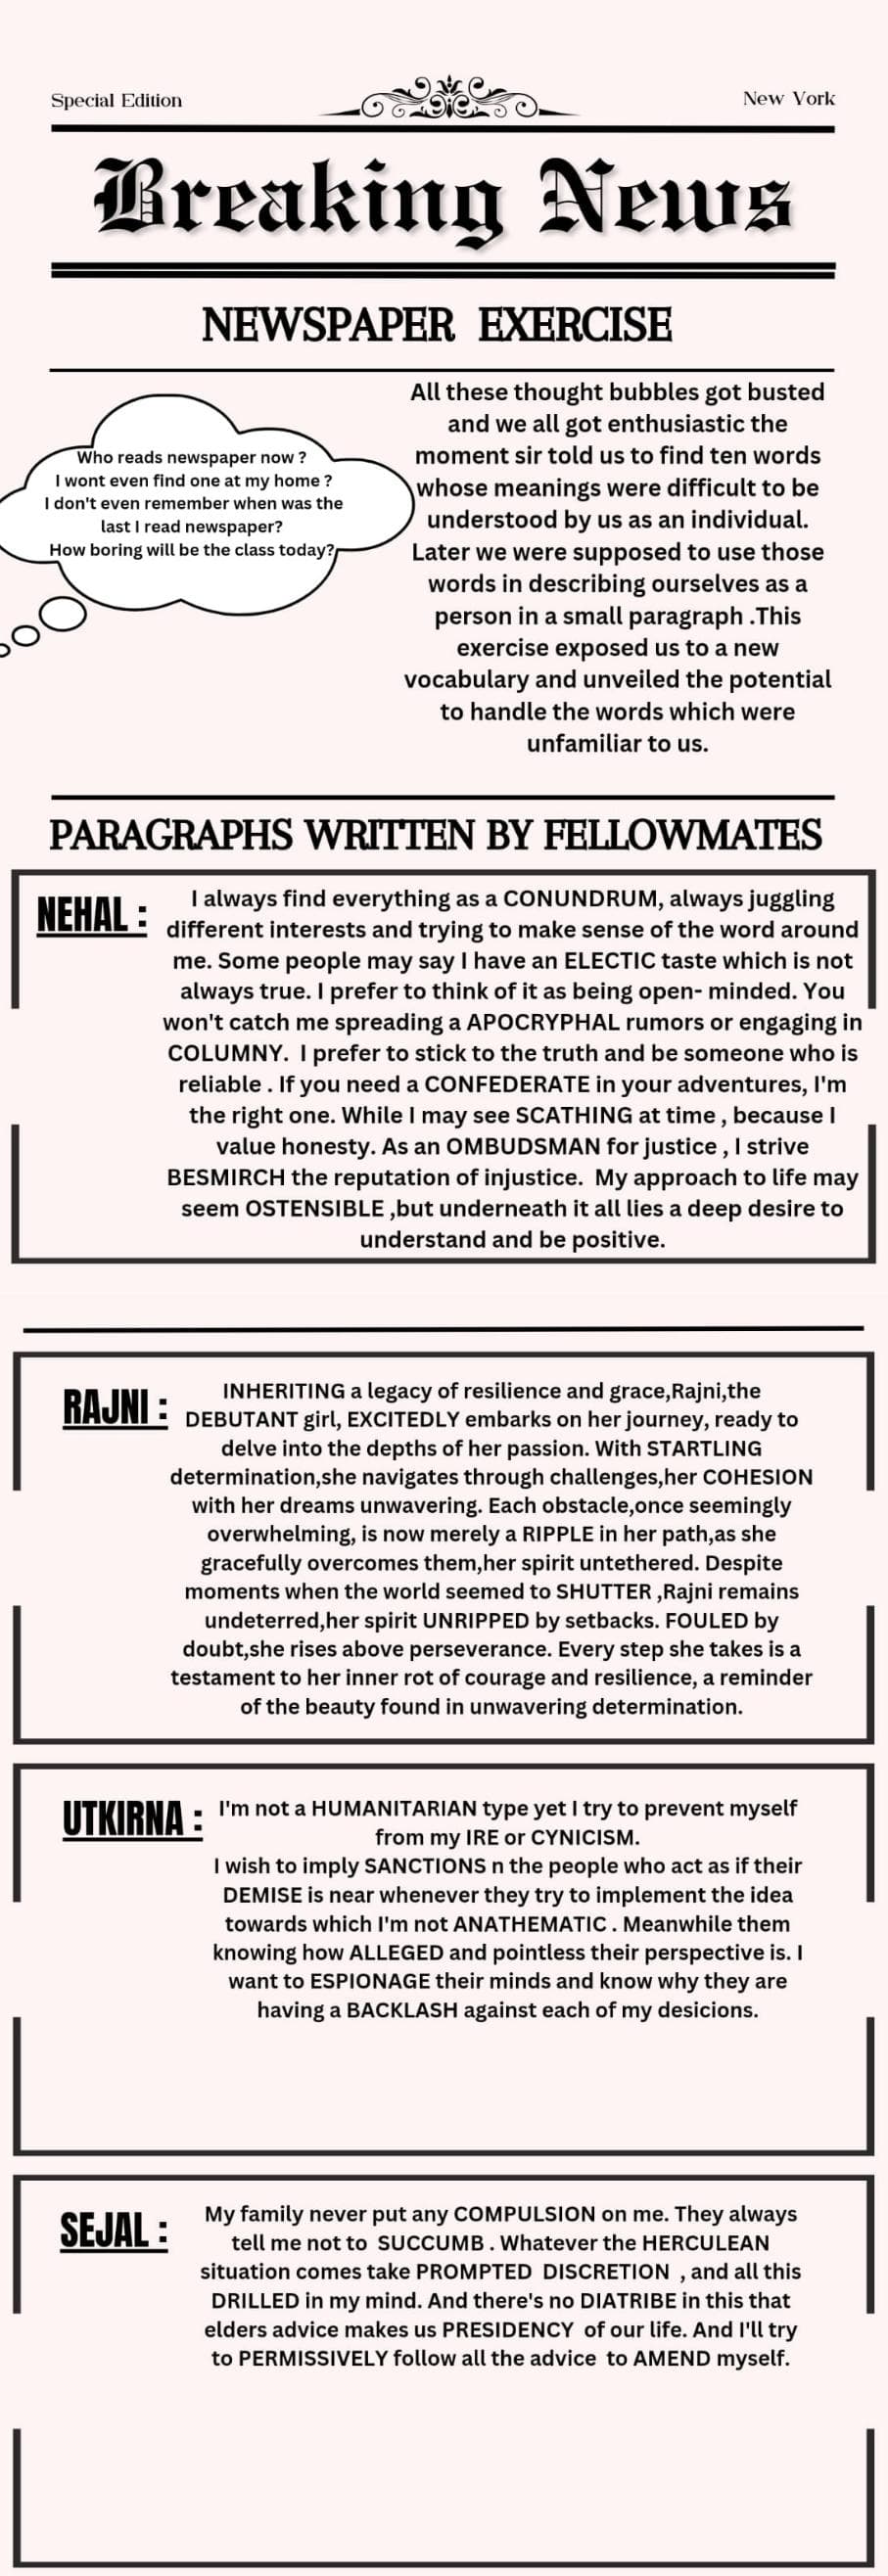 Special Edition
New York
Breaking News
NEWSPAPER EXERCISE
Who reads newspaper now ?
I wont even find one at my home ?
I don't even remember when was the
last I read newspaper?
How boring will be the class today?
All these thought bubbles got busted
and we all got enthusiastic the
moment sir told us to find ten words
whose meanings were difficult to be
understood by us as an individual.
Later we were supposed to use those
words in describing ourselves as a
person in a small paragraph .This
exercise exposed us to a new
vocabulary and unveiled the potential
to handle the words which were
unfamiliar to us.
PARAGRAPHS WRITTEN BY FELLOWMATES
NEHAL :
I always find everything as a CONUNDRUM, always juggling
different interests and trying to make sense of the word around
me. Some people may say I have an ELECTIC taste which is not
always true. I prefer to think of it as being open- minded. You
won't catch me spreading a APOCRYPHAL rumors or engaging in
COLUMNY. I prefer to stick to the truth and be someone who is
reliable . If you need a CONFEDERATE in your adventures, I'm
the right one. While I may see SCATHING at time , because I
value honesty. As an OMBUDSMAN for justice , I strive
BESMIRCH the reputation of injustice. My approach to life may
seem OSTENSIBLE ,but underneath it all lies a deep desire to
understand and be positive.
RAJNI :
INHERITING a legacy of resilience and grace,Rajni,the
DEBUTANT girl, EXCITEDLY embarks on her journey, ready to
delve into the depths of her passion. With STARTLING
determination,she navigates through challenges,her COHESION
with her dreams unwavering. Each obstacle,once seemingly
overwhelming, is now merely a RIPPLE in her path,as she
gracefully overcomes them,her spirit untethered. Despite
moments when the world seemed to SHUTTER ,Rajni remains
undeterred,her spirit UNRIPPED by setbacks. FOULED by
doubt,she rises above perseverance. Every step she takes is a
testament to her inner rot of courage and resilience, a reminder
of the beauty found in unwavering determination.
UTKIRNA :
I'm not a HUMANITARIAN type yet I try to prevent myself
from my IRE or CYNICISM.
I wish to imply SANCTIONS n the people who act as if their
DEMISE is near whenever they try to implement the idea
towards which I'm not ANATHEMATIC . Meanwhile them
knowing how ALLEGED and pointless their perspective is. I
want to ESPIONAGE their minds and know why they are
having a BACKLASH against each of my desicions.
SEJAL :
My family never put any COMPULSION on me. They always
tell me not to SUCCUMB . Whatever the HERCULEAN
situation comes take PROMPTED DISCRETION , and all this
DRILLED in my mind. And there's no DIATRIBE in this that
elders advice makes us PRESIDENCY of our life. And I'll try
to PERMISSIVELY follow all the advice to AMEND myself.